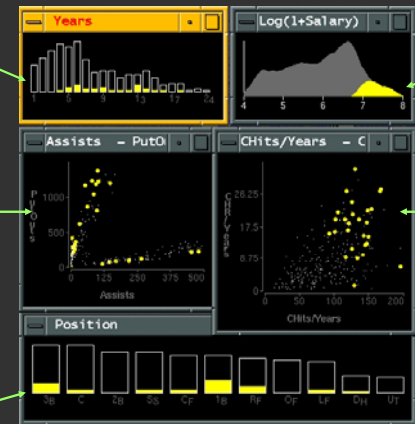 Years
1 5 9 13 17 24
Log(1+Salary)
4 5 6 7 8
Assists - PutO
Putouts
1000
500
0
0 125 250 375 500
Assists
CHits/Years - C
CHR/Years
26.25
17.5
8.75
0
0 50 100 150 200
CHits/Years
Position
3B C 2B SS CF 1B RF OF LF DH UT